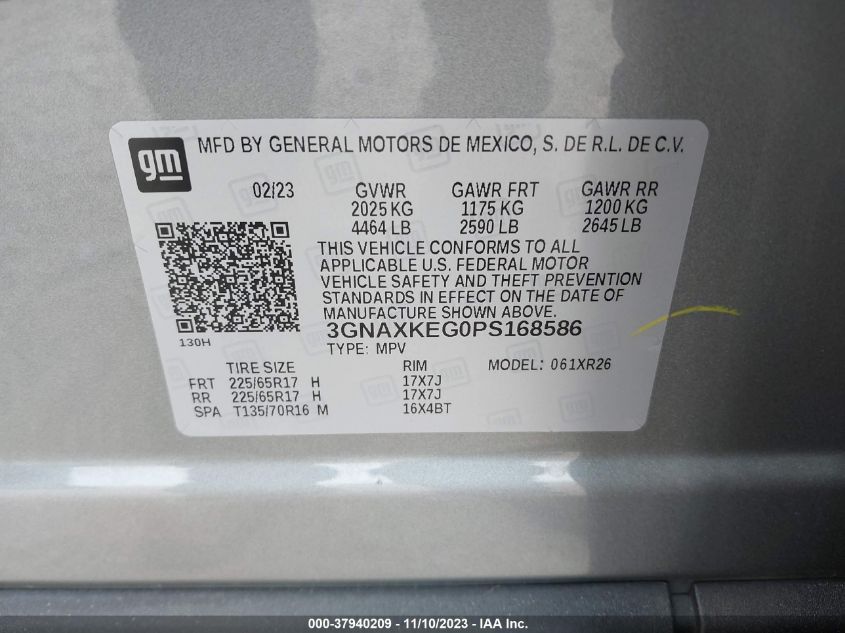 gm
MFD BY GENERAL MOTORS DE MEXICO, S. DE R.L. DE C.V.
02/23 GVWR GAWR FRT GAWR RR
2025 KG 1175 KG 1200 KG
4464 LB 2590 LB 2645 LB
THIS VEHICLE CONFORMS TO ALL
APPLICABLE U.S. FEDERAL MOTOR
VEHICLE SAFETY AND THEFT PREVENTION
STANDARDS IN EFFECT ON THE DATE OF
MANUFACTURE SHOWN ABOVE.
3GNAXKEG0PS168586
130H
TYPE: MPV
TIRE SIZE RIM MODEL: 061XR26
FRT 225/65R17 H 17X7J
RR 225/65R17 H 17X7J
SPA T135/70R16 M 16X4BT
000-37940209 - 11/10/2023 - IAA Inc.